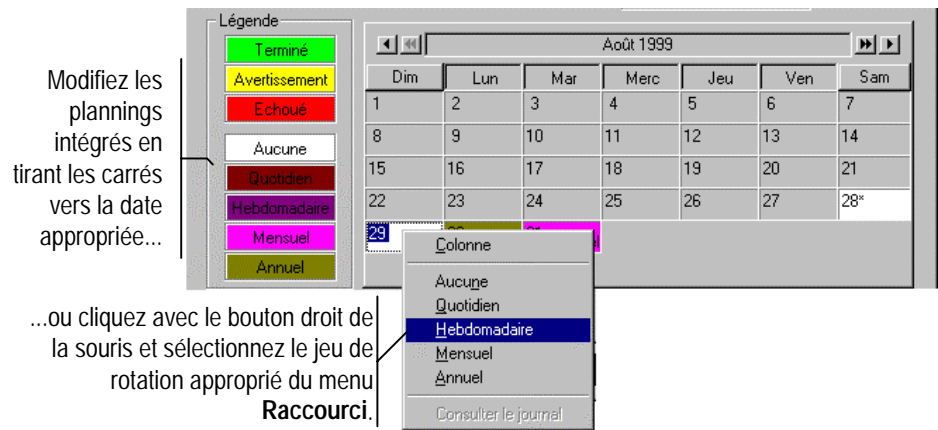 Légende
Terminé
Avertissement
Echoué
Aucune
Quotidien
Hebdomadaire
Mensuel
Annuel
Modifiez les
plannings
intégrés en
tirant les carrés
vers la date
appropriée...
Août 1999
Dim Lun Mar Merc Jeu Ven Sam
1 2 3 4 5 6 7
8 9 10 11 12 13 14
15 16 17 18 19 20 21
22 23 24 25 26 27 28*
29
Colonne
Aucune
Quotidien
Hebdomadaire
Mensuel
Annuel
Consulter le journal
...ou cliquez avec le bouton droit de
la souris et sélectionnez le jeu de
rotation approprié du menu
Raccourci.